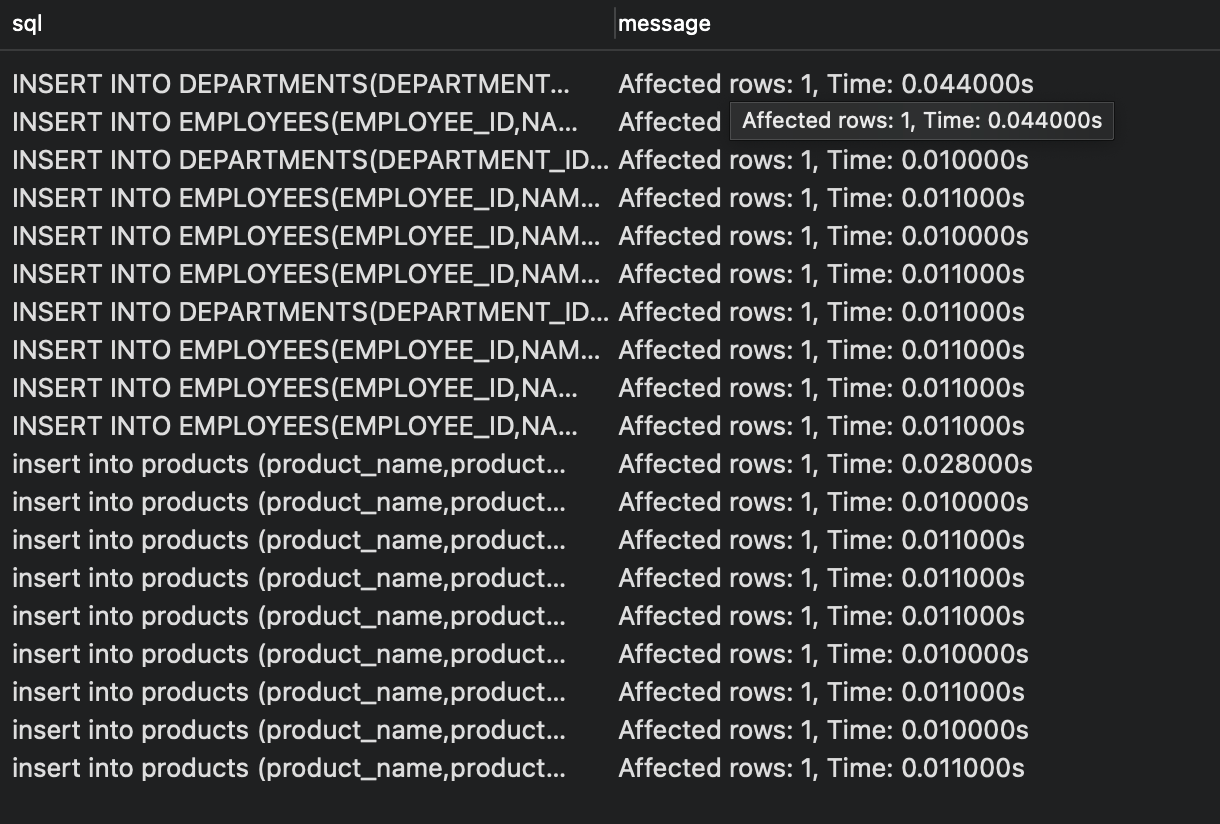 sql message
INSERT INTO DEPARTMENTS(DEPARTMENT... Affected rows: 1, Time: 0.044000s
INSERT INTO EMPLOYEES(EMPLOYEE_ID,NA... Affected
Affected rows: 1, Time: 0.044000s
INSERT INTO DEPARTMENTS(DEPARTMENT_ID... Affected rows: 1, Time: 0.010000s
INSERT INTO EMPLOYEES(EMPLOYEE_ID,NAM... Affected rows: 1, Time: 0.011000s
INSERT INTO EMPLOYEES(EMPLOYEE_ID,NAM... Affected rows: 1, Time: 0.010000s
INSERT INTO EMPLOYEES(EMPLOYEE_ID,NAM... Affected rows: 1, Time: 0.011000s
INSERT INTO DEPARTMENTS(DEPARTMENT_ID... Affected rows: 1, Time: 0.011000s
INSERT INTO EMPLOYEES(EMPLOYEE_ID,NAM... Affected rows: 1, Time: 0.011000s
INSERT INTO EMPLOYEES(EMPLOYEE_ID,NA... Affected rows: 1, Time: 0.011000s
INSERT INTO EMPLOYEES(EMPLOYEE_ID,NA... Affected rows: 1, Time: 0.011000s
insert into products (product_name,product... Affected rows: 1, Time: 0.028000s
insert into products (product_name,product... Affected rows: 1, Time: 0.010000s
insert into products (product_name,product... Affected rows: 1, Time: 0.011000s
insert into products (product_name,product... Affected rows: 1, Time: 0.011000s
insert into products (product_name,product... Affected rows: 1, Time: 0.011000s
insert into products (product_name,product... Affected rows: 1, Time: 0.010000s
insert into products (product_name,product... Affected rows: 1, Time: 0.011000s
insert into products (product_name,product... Affected rows: 1, Time: 0.010000s
insert into products (product_name,product... Affected rows: 1, Time: 0.011000s